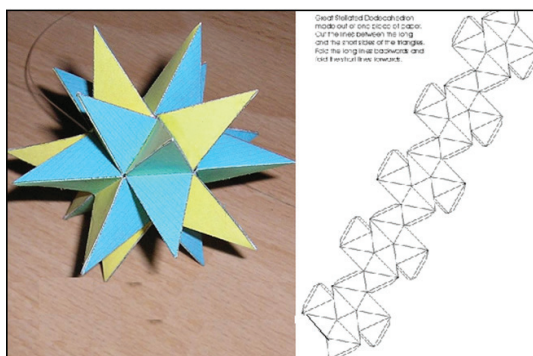 Great Stellated Dodecahedron
made out of one piece of paper.
Cut the lines between the long
and the short sides of the triangles.
Fold the long lines backwards and
fold the short lines forwards.